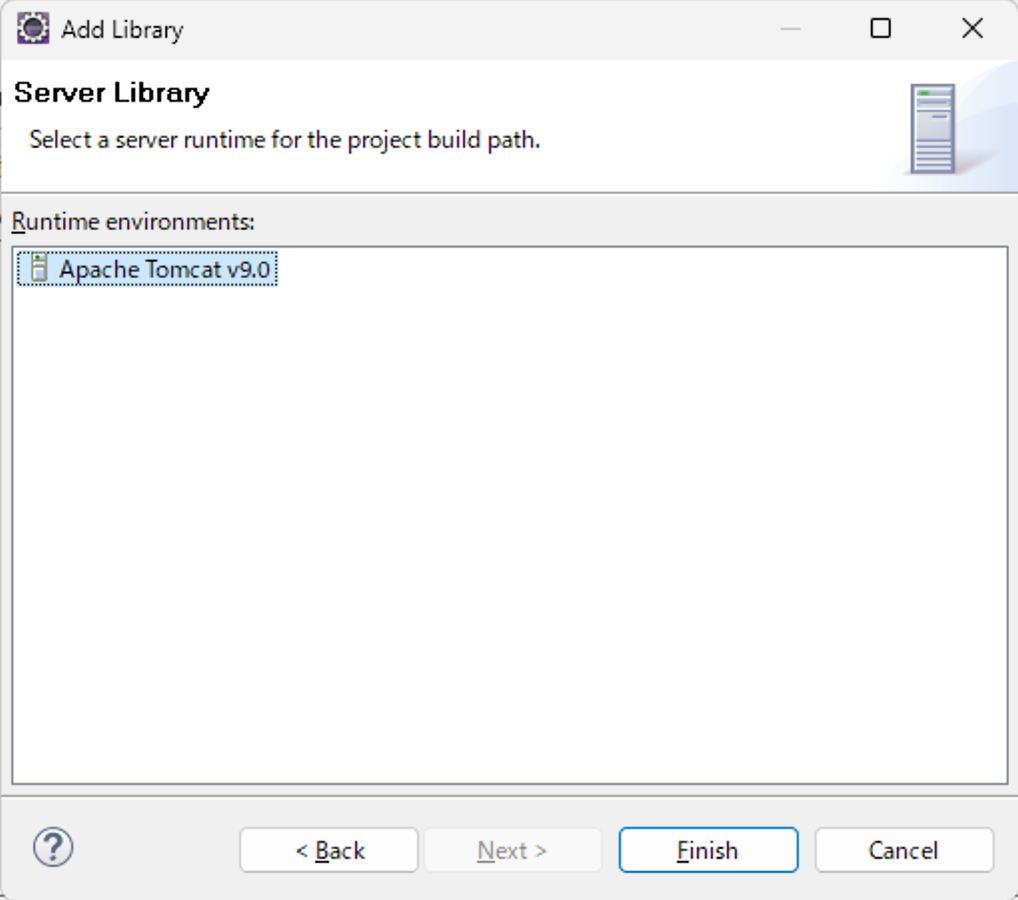 Add Library
Server Library
Select a server runtime for the project build path.
Runtime environments:
Apache Tomcat v9.0
?
< Back
Next >
Finish
Cancel